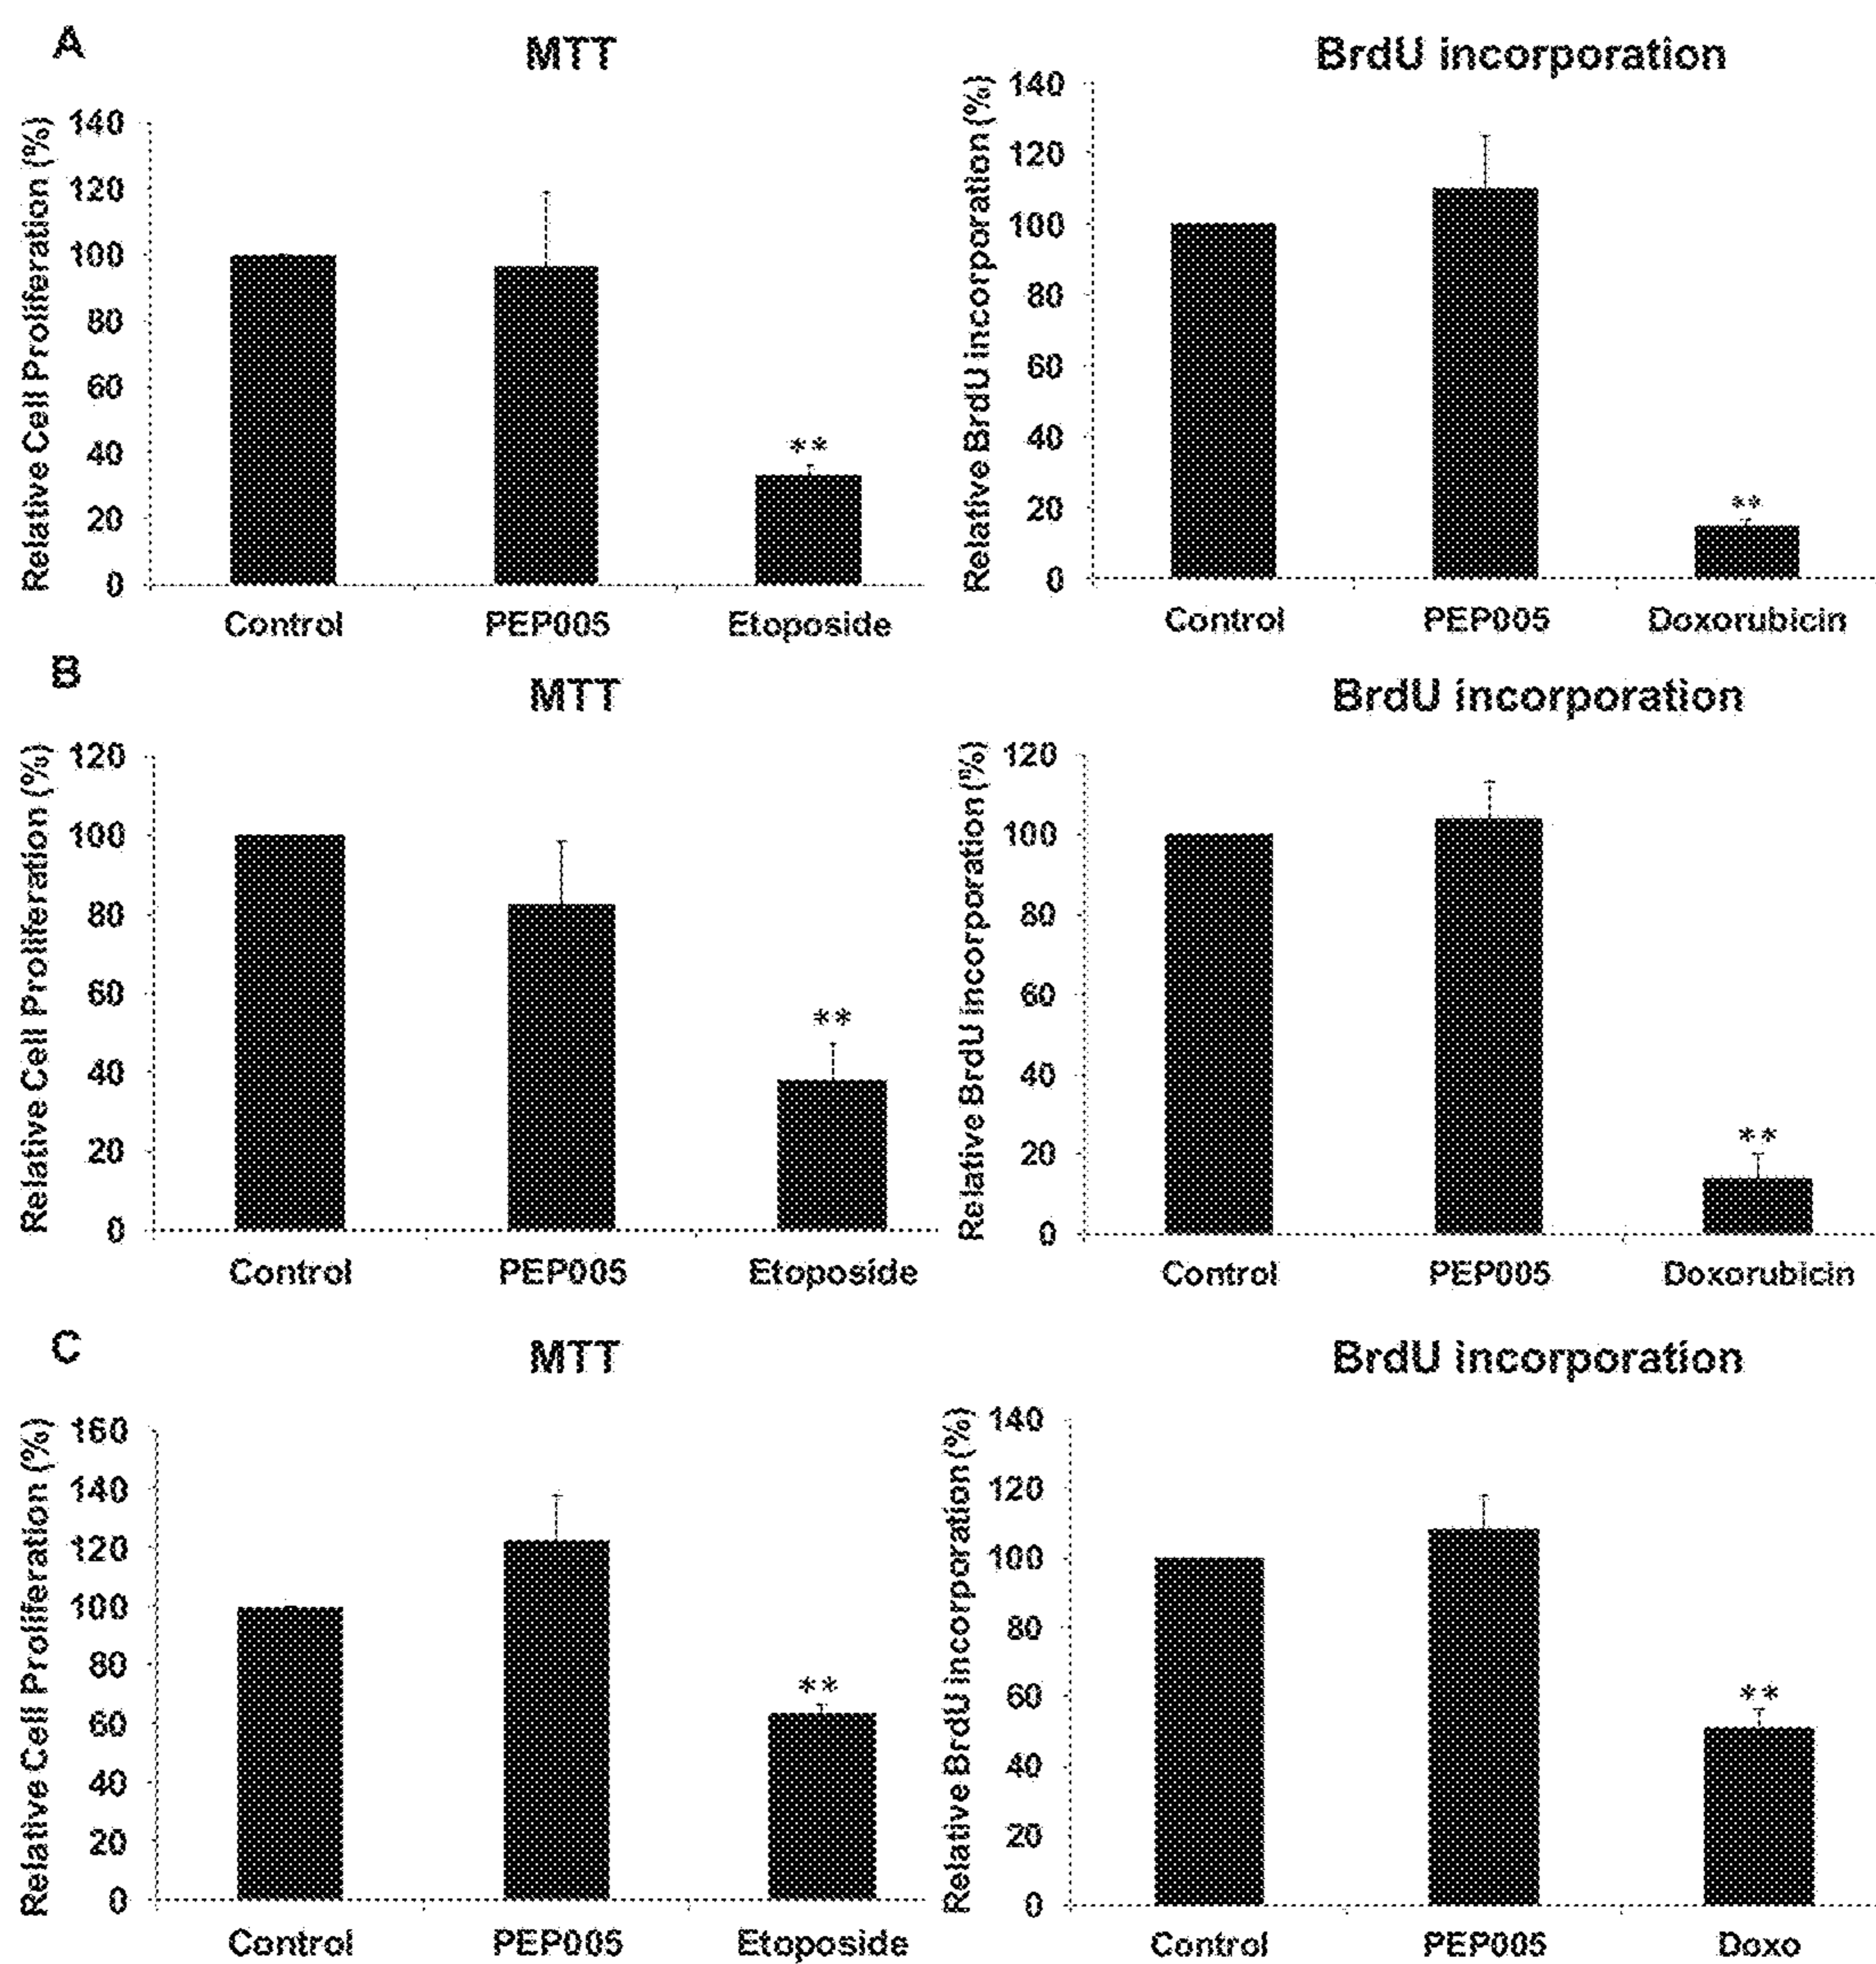 A
MTT
Relative Cell Proliferation (%)
140
120
100
80
60
40
20
0
**
Control PEP005 Etoposide
BrdU incorporation
Relative BrdU incorporation (%)
140
120
100
80
60
40
20
0
**
Control PEP005 Doxorubicin
B
MTT
Relative Cell Proliferation (%)
120
100
80
60
40
20
0
**
Control PEP005 Etoposide
BrdU incorporation
Relative BrdU incorporation (%)
120
100
80
60
40
20
0
**
Control PEP005 Doxorubicin
C
MTT
Relative Cell Proliferation (%)
160
140
120
100
80
60
40
20
0
**
Control PEP005 Etoposide
BrdU incorporation
Relative BrdU incorporation (%)
140
120
100
80
60
40
20
0
**
Control PEP005 Doxo